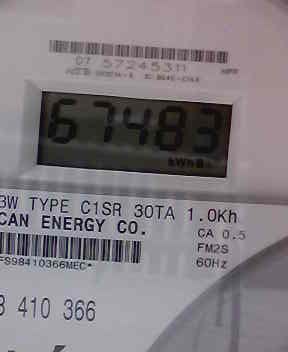 07 57245311
67483
kWhB
3W TYPE C1SR 30TA 1.0Kh
CAN ENERGY CO.
CA 0.5
FM2S
60Hz
FS98410366MEC*
8 410 366